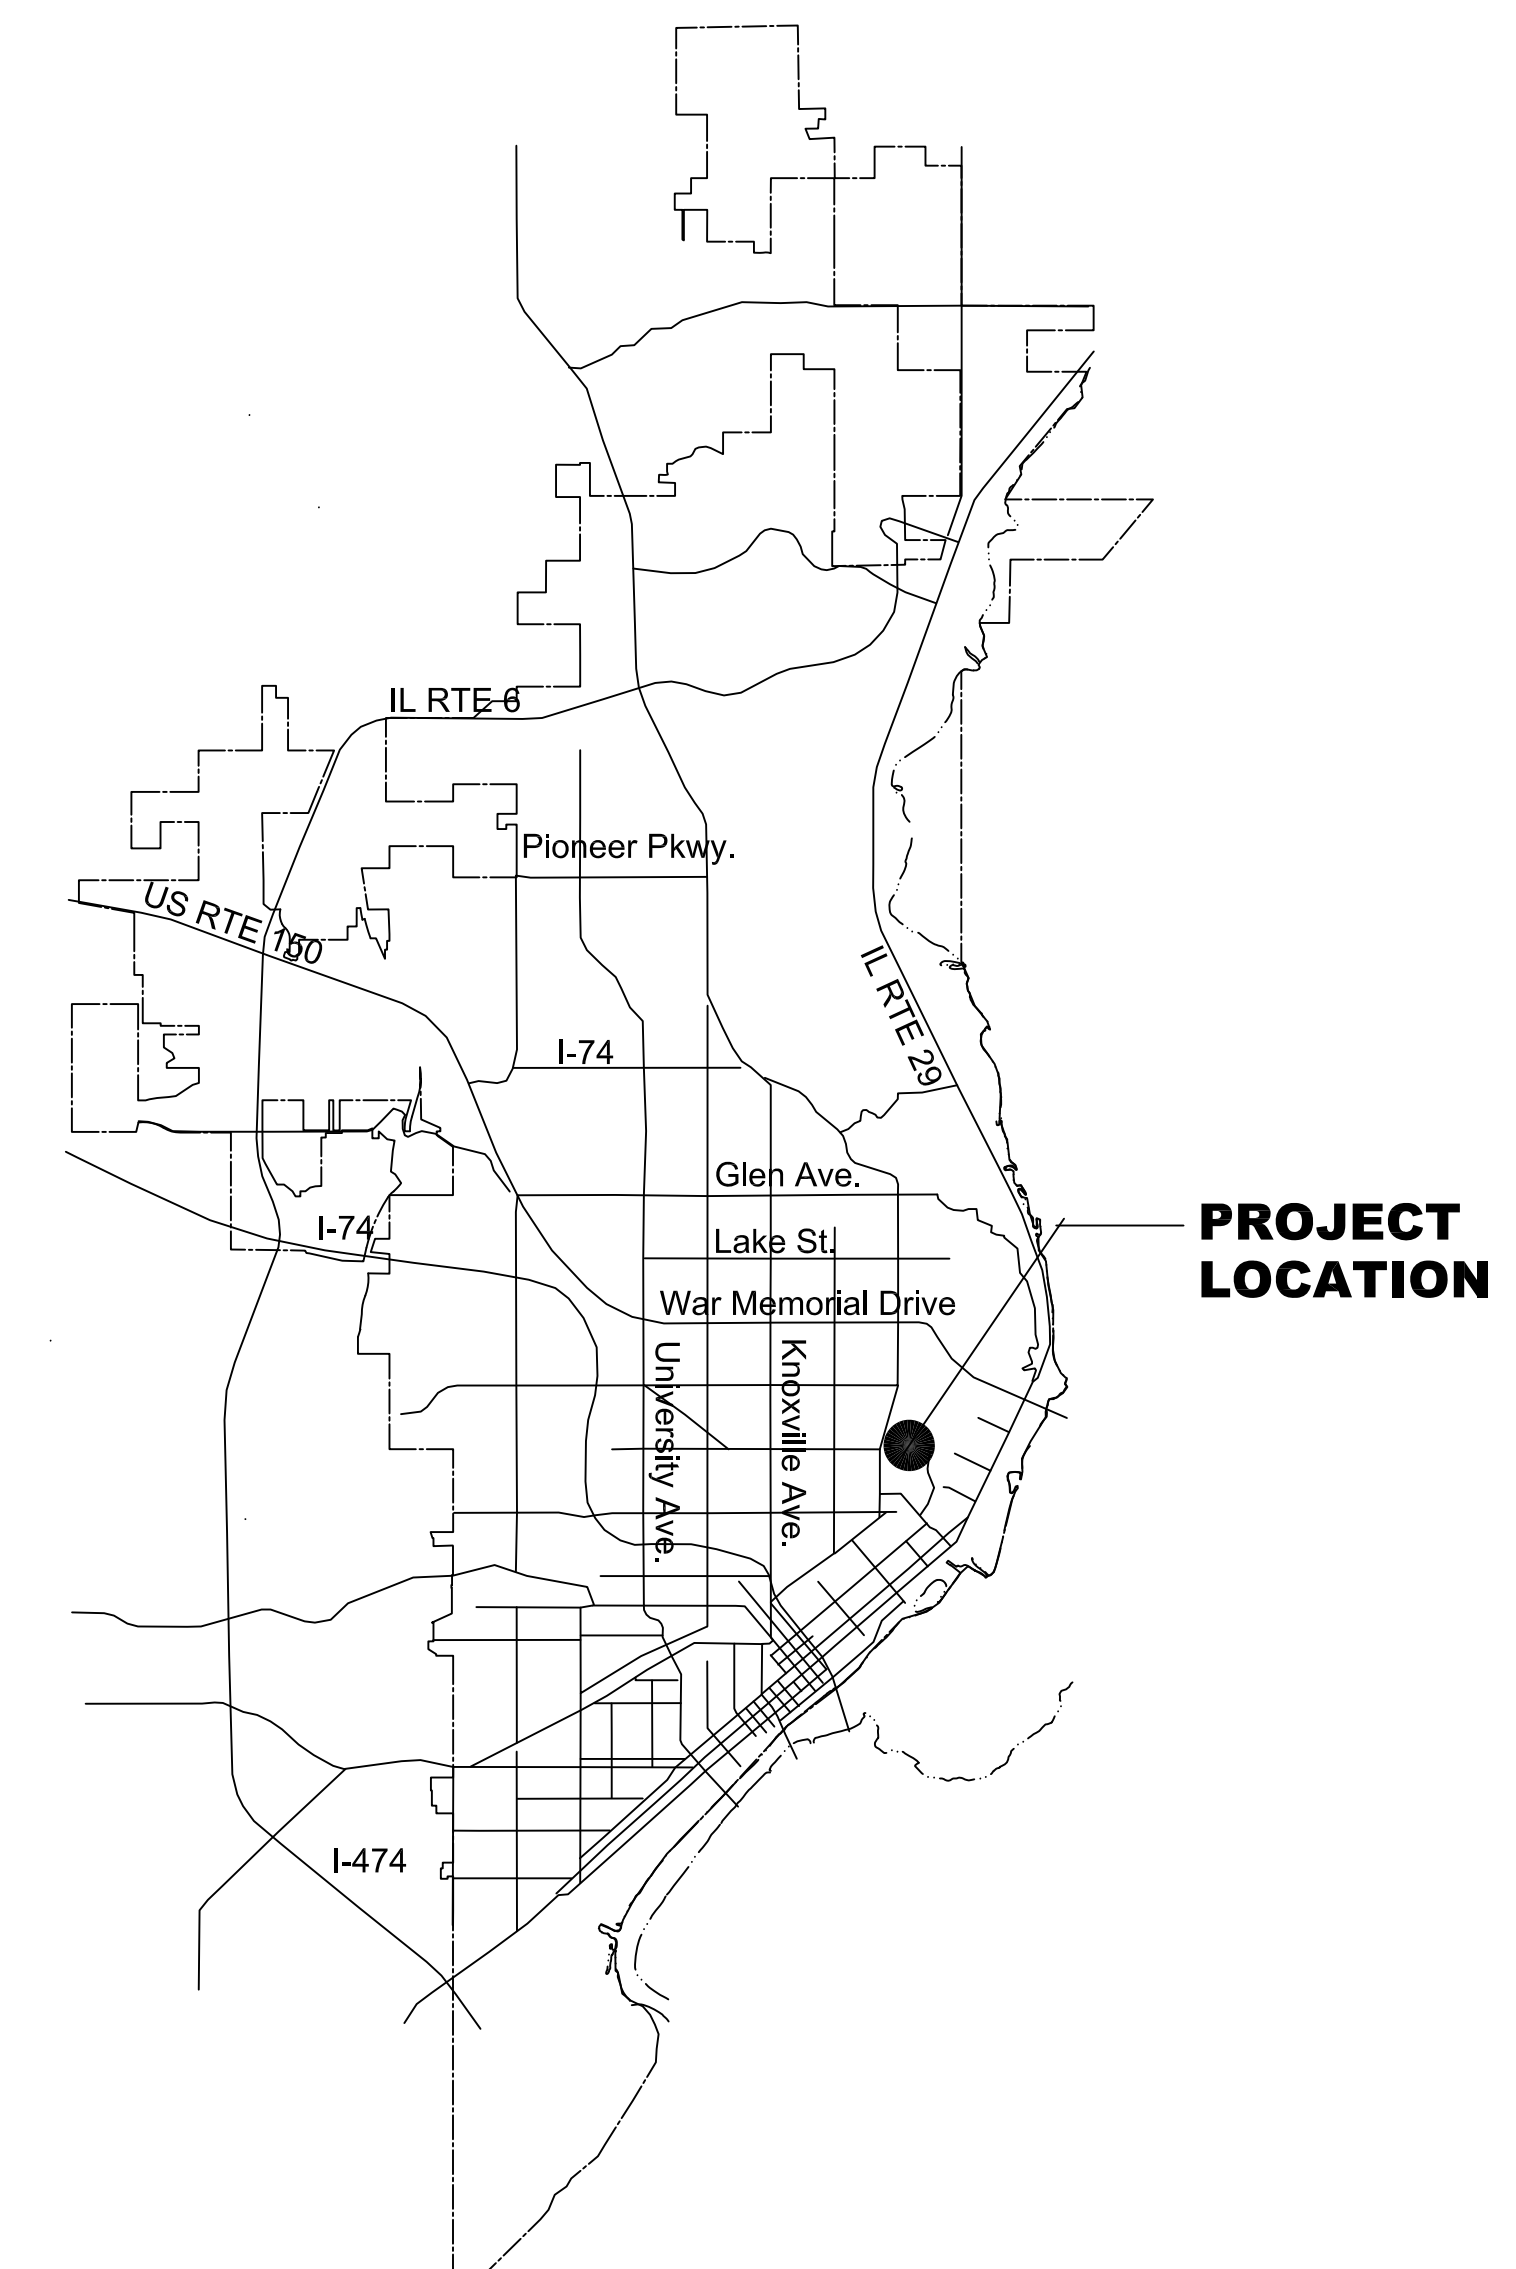 IL RTE 6
Pioneer Pkwy.
US RTE 150
IL RTE 29
I-74
Glen Ave.
PROJECT
LOCATION
I-74
Lake St.
War Memorial Drive
University Ave.
Knoxville Ave.
I-474